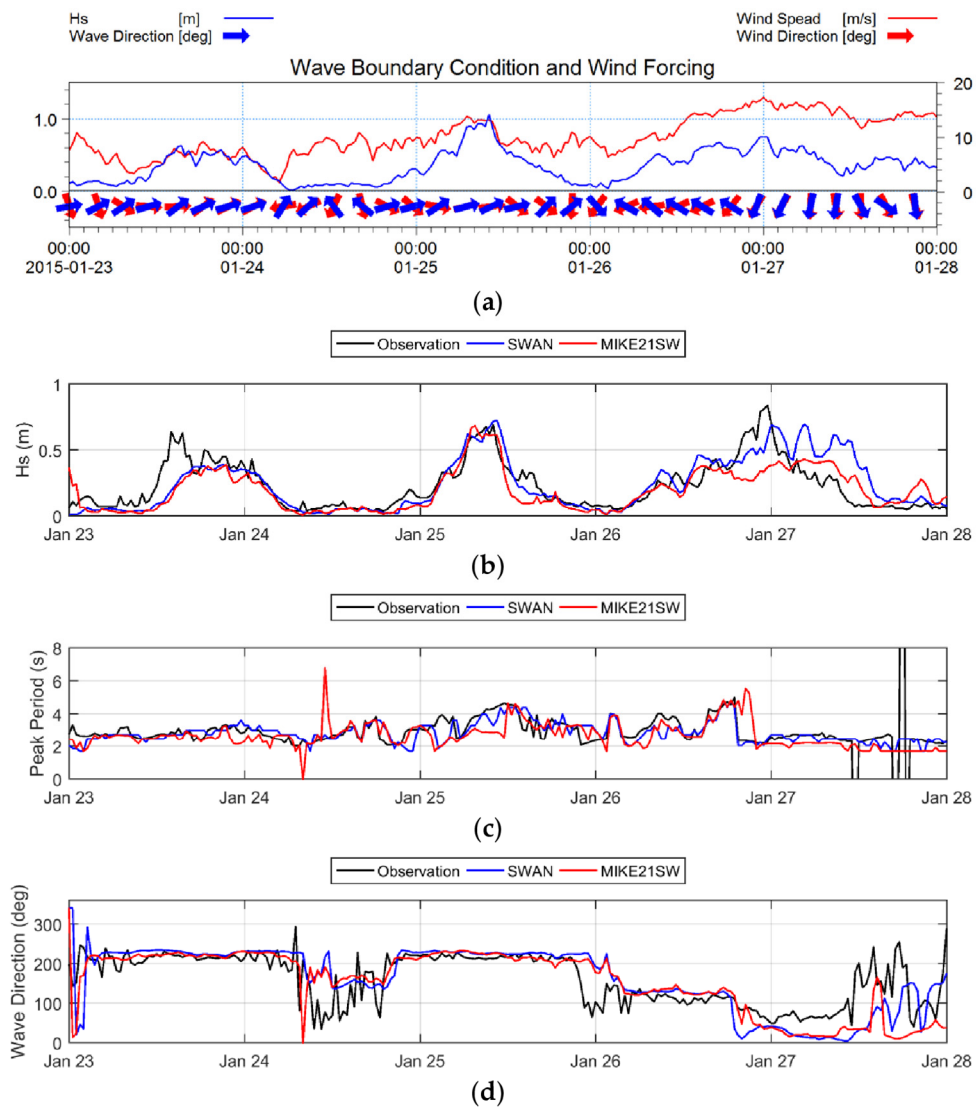 Hs [m] Wind Spead [m/s]
Wave Direction [deg] Wind Direction [deg]
Wave Boundary Condition and Wind Forcing
20
1.0
10
0.0
0
00:00 00:00 00:00 00:00 00:00 00:00
2015-01-23 01-24 01-25 01-26 01-27 01-28
(a)
Observation SWAN MIKE21SW
1
0.5
0
Hs (m)
Jan 23 Jan 24 Jan 25 Jan 26 Jan 27 Jan 28
(b)
Observation SWAN MIKE21SW
8
6
4
2
0
Peak Period (s)
Jan 23 Jan 24 Jan 25 Jan 26 Jan 27 Jan 28
(c)
Observation SWAN MIKE21SW
300
200
100
0
Wave Direction (deg)
Jan 23 Jan 24 Jan 25 Jan 26 Jan 27 Jan 28
(d)